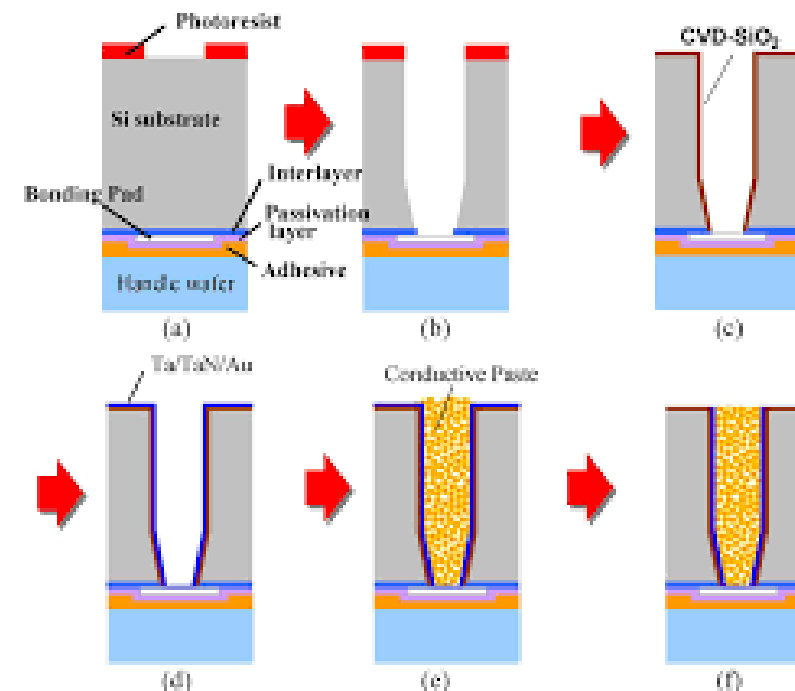 Photoresist
CVD-SiO₂
Si substrate
Interlayer
Bonding Pad
Passivation
layer
Adhesive
Handle wafer
(a)
(b)
(c)
Ta/TaN/Au
Conductive Paste
(d)
(e)
(f)